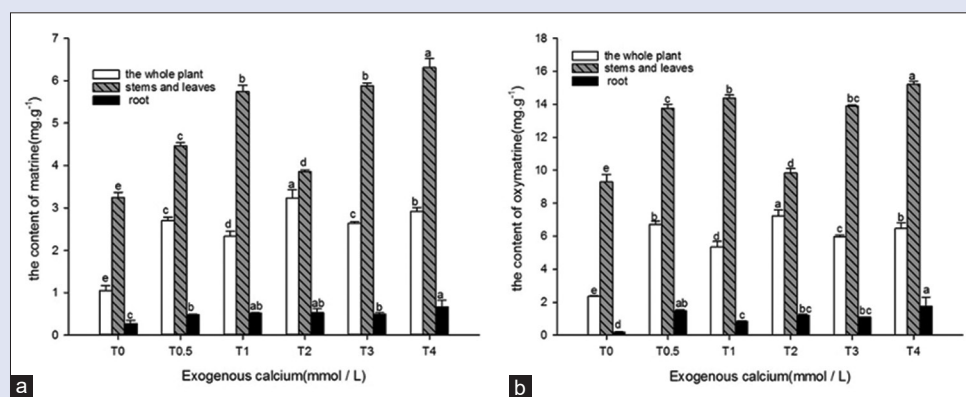 7
6
5
4
3
2
1
0
the content of matrine(mg.g-1)
the whole plant
stems and leaves
root
e
e
c
c
c
b
d
b
ab
a
d
ab
c
b
b
b
a
a
T0
T0.5
T1
T2
T3
T4
Exogenous calcium(mmol / L)
a
18
16
14
12
10
8
6
4
2
0
the content of oxymatrine(mg.g-1)
the whole plant
stems and leaves
root
e
c
d
b
c
ab
d
b
c
a
d
bc
c
bc
c
b
a
a
T0
T0.5
T1
T2
T3
T4
Exogenous calcium(mmol / L)
b